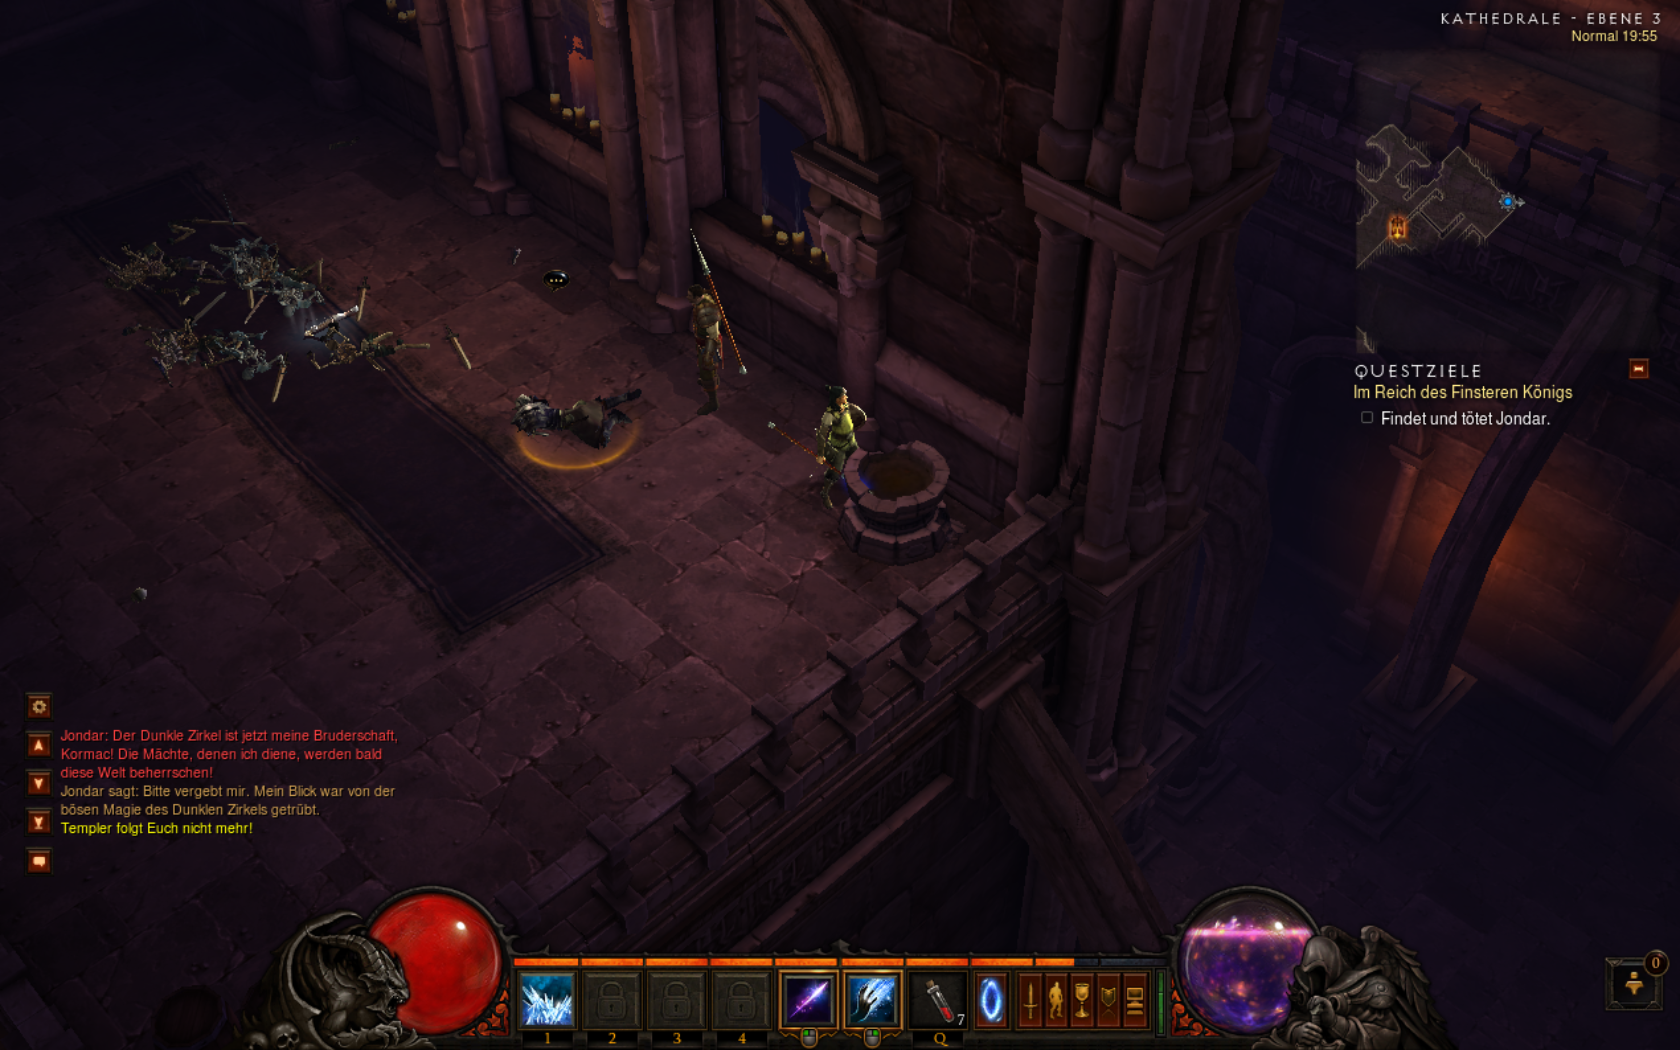 KATHEDRALE - EBENE 3
Normal 19:55
QUESTZIELE
Im Reich des Finsteren Königs
Findet und tötet Jondar.
Jondar: Der Dunkle Zirkel ist jetzt meine Bruderschaft,
Kormac! Die Mächte, denen ich diene, werden bald
diese Welt beherrschen!
Jondar sagt: Bitte vergebt mir. Mein Blick war von der
bösen Magie des Dunklen Zirkels getrübt.
Templer folgt Euch nicht mehr!
0
7
1 2 3 4 Q